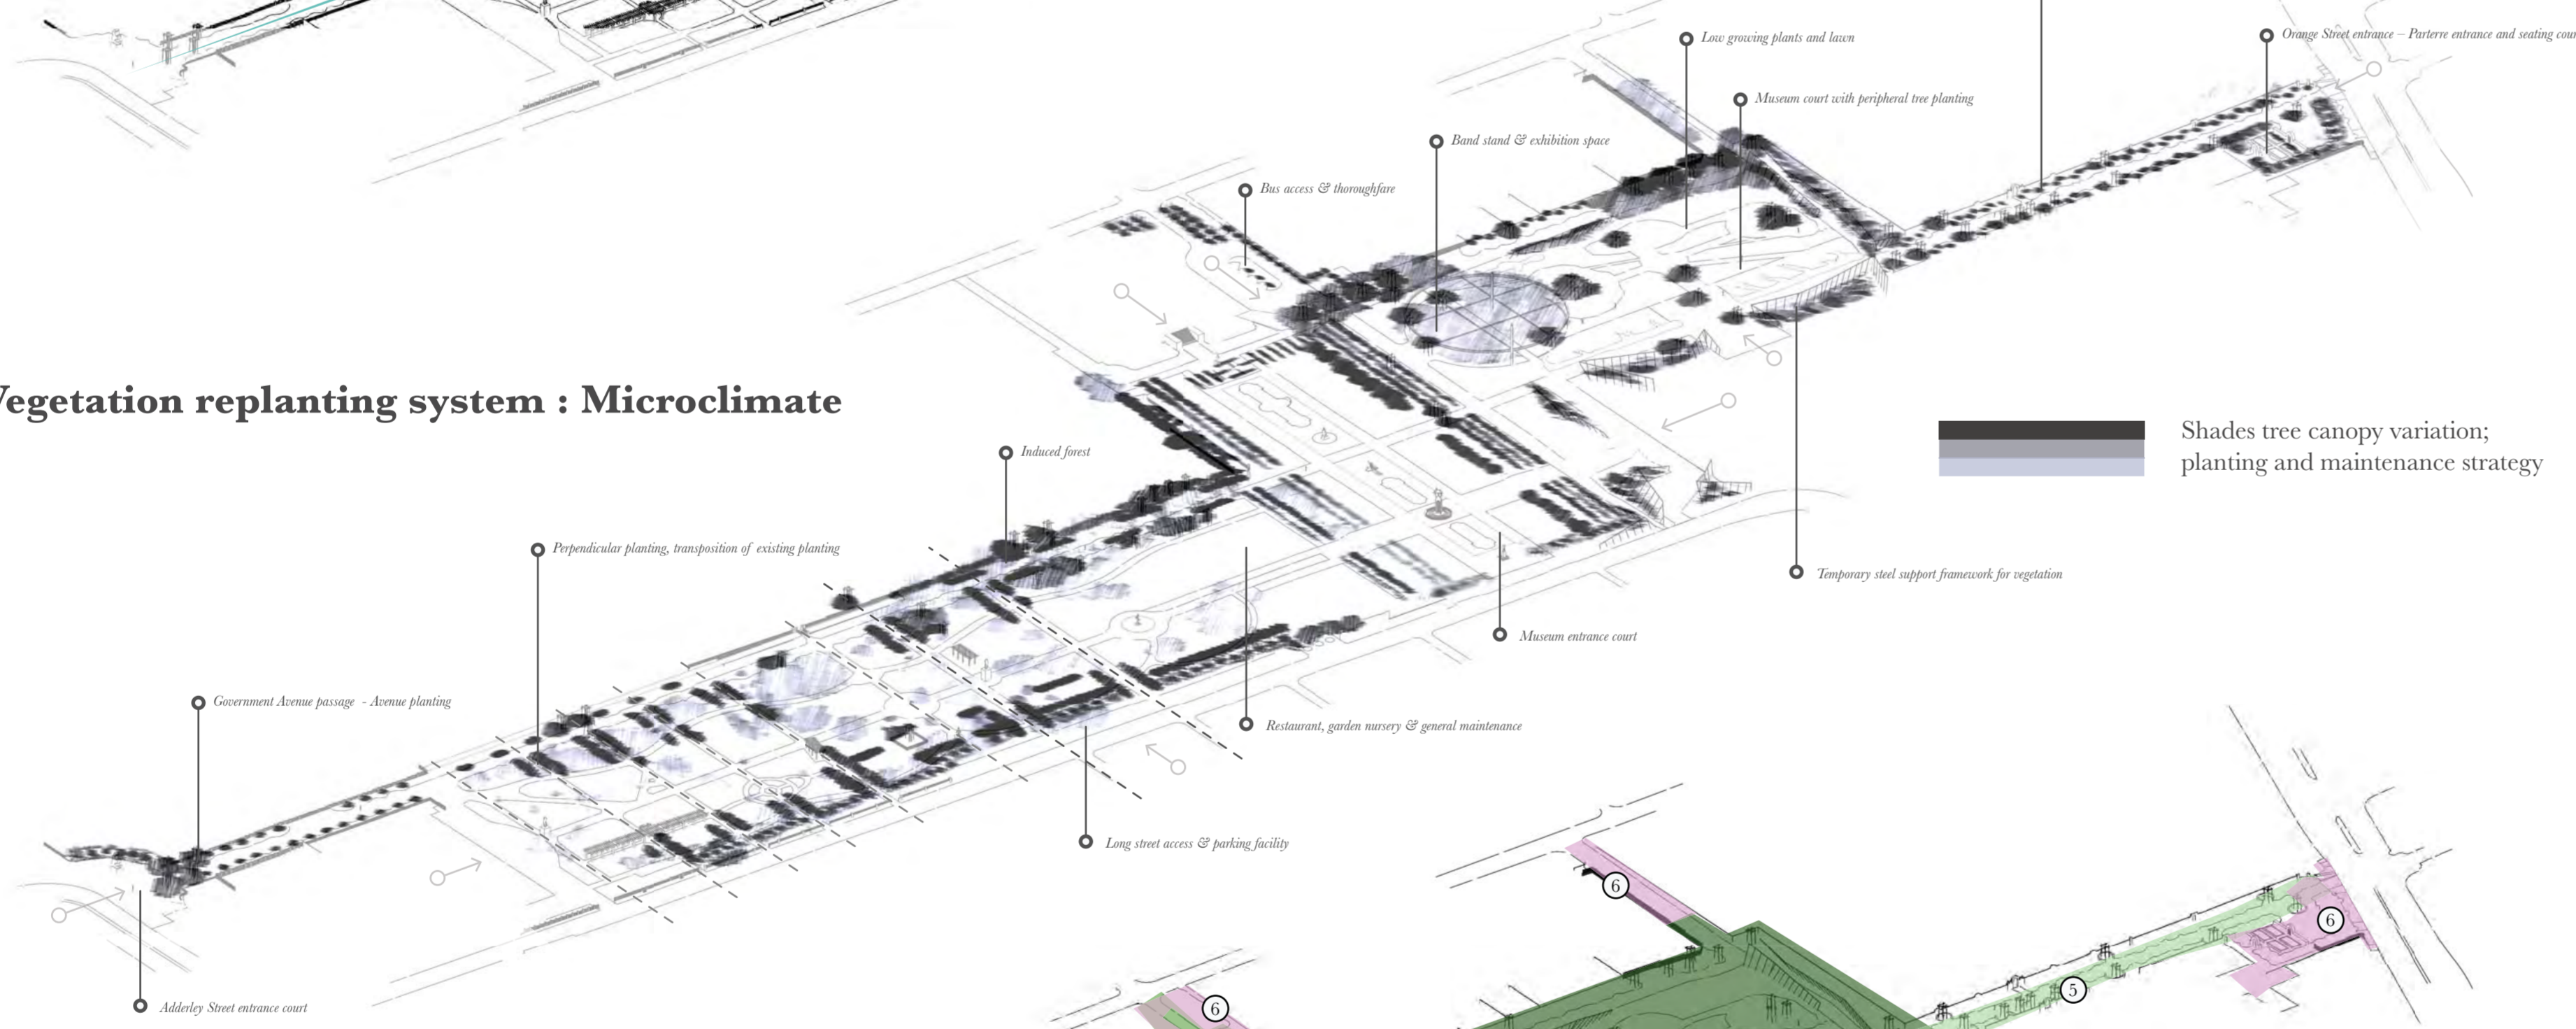 Low growing plants and lawn
Orange Street entrance – Parterre entrance and seating
Museum court with peripheral tree planting
Band stand & exhibition space
Bus access & thoroughfare
Vegetation replanting system : Microclimate
Shades tree canopy variation;
planting and maintenance strategy
Induced forest
Perpendicular planting, transposition of existing planting
Temporary steel support framework for vegetation
Museum entrance court
Government Avenue passage - Avenue planting
Restaurant, garden nursery & general maintenance
Long street access & parking facility
6
6
5
6
Adderley Street entrance court